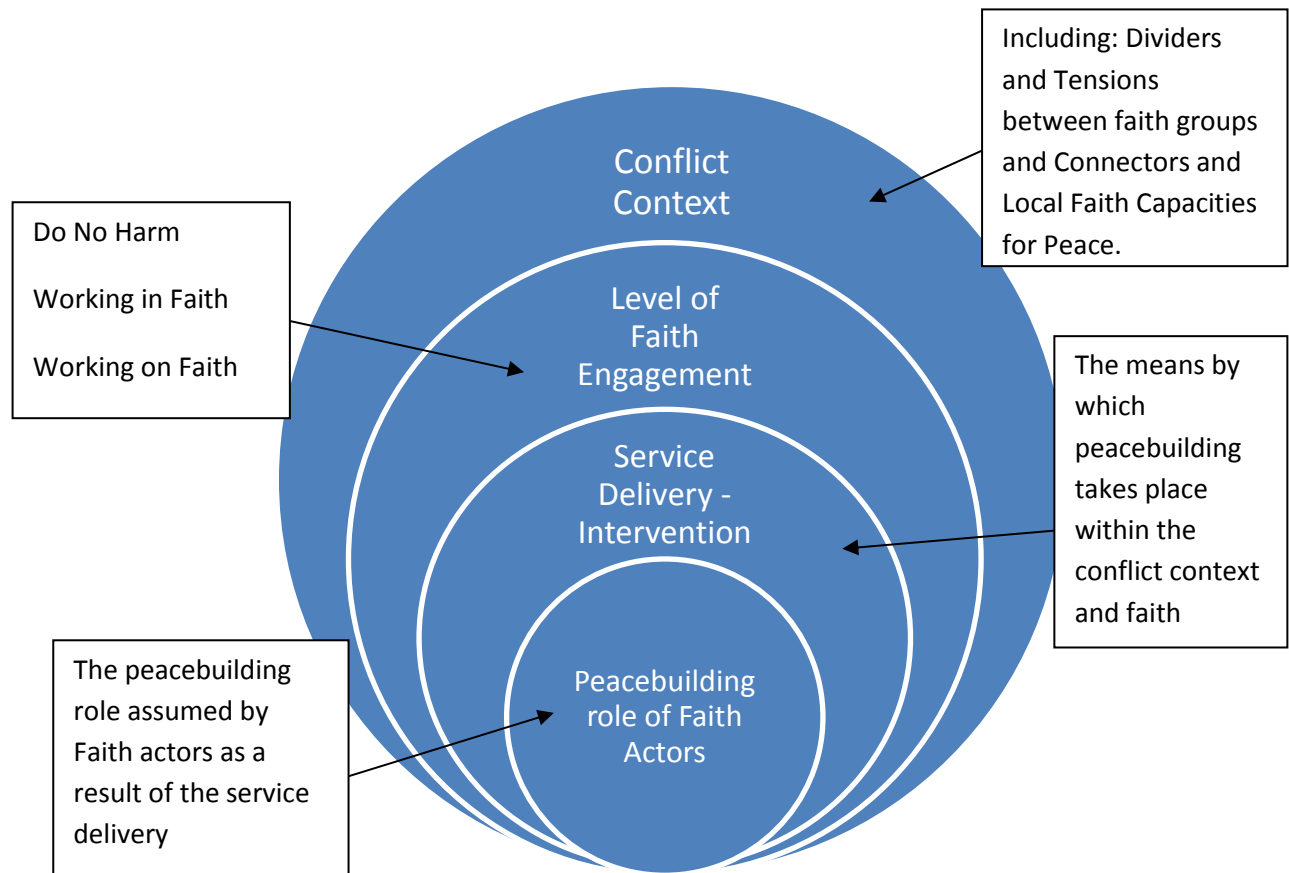 Including: Dividers
and Tensions
between faith groups
and Connectors and
Local Faith Capacities
for Peace.
Conflict
Context
Do No Harm
Working in Faith
Working on Faith
Level of
Faith
Engagement
The means by
which
peacebuilding
takes place
within the
conflict context
and faith
Service
Delivery -
Intervention
The peacebuilding
role assumed by
Faith actors as a
result of the service
delivery
Peacebuilding
role of Faith
Actors